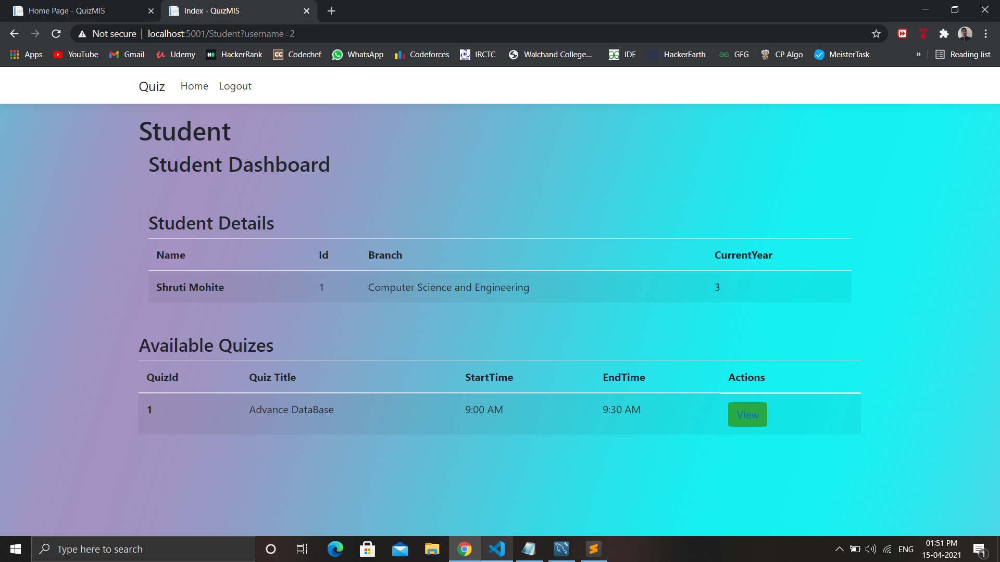 Home Page - QuizMIS
Index - QuizMIS
Not secure localhost:5001/Student?username=2
Apps YouTube Gmail Udemy HackerRank Codechef WhatsApp Codeforces IRCTC Walchand College... IDE HackerEarth GFG CP Algo MeisterTask » Reading list
Quiz Home Logout
Student
Student Dashboard
Student Details
Name Id Branch CurrentYear
Shruti Mohite 1 Computer Science and Engineering 3
Available Quizes
QuizId Quiz Title StartTime EndTime Actions
1 Advance DataBase 9:00 AM 9:30 AM View
Type here to search
ENG
01:51 PM
15-04-2021
1